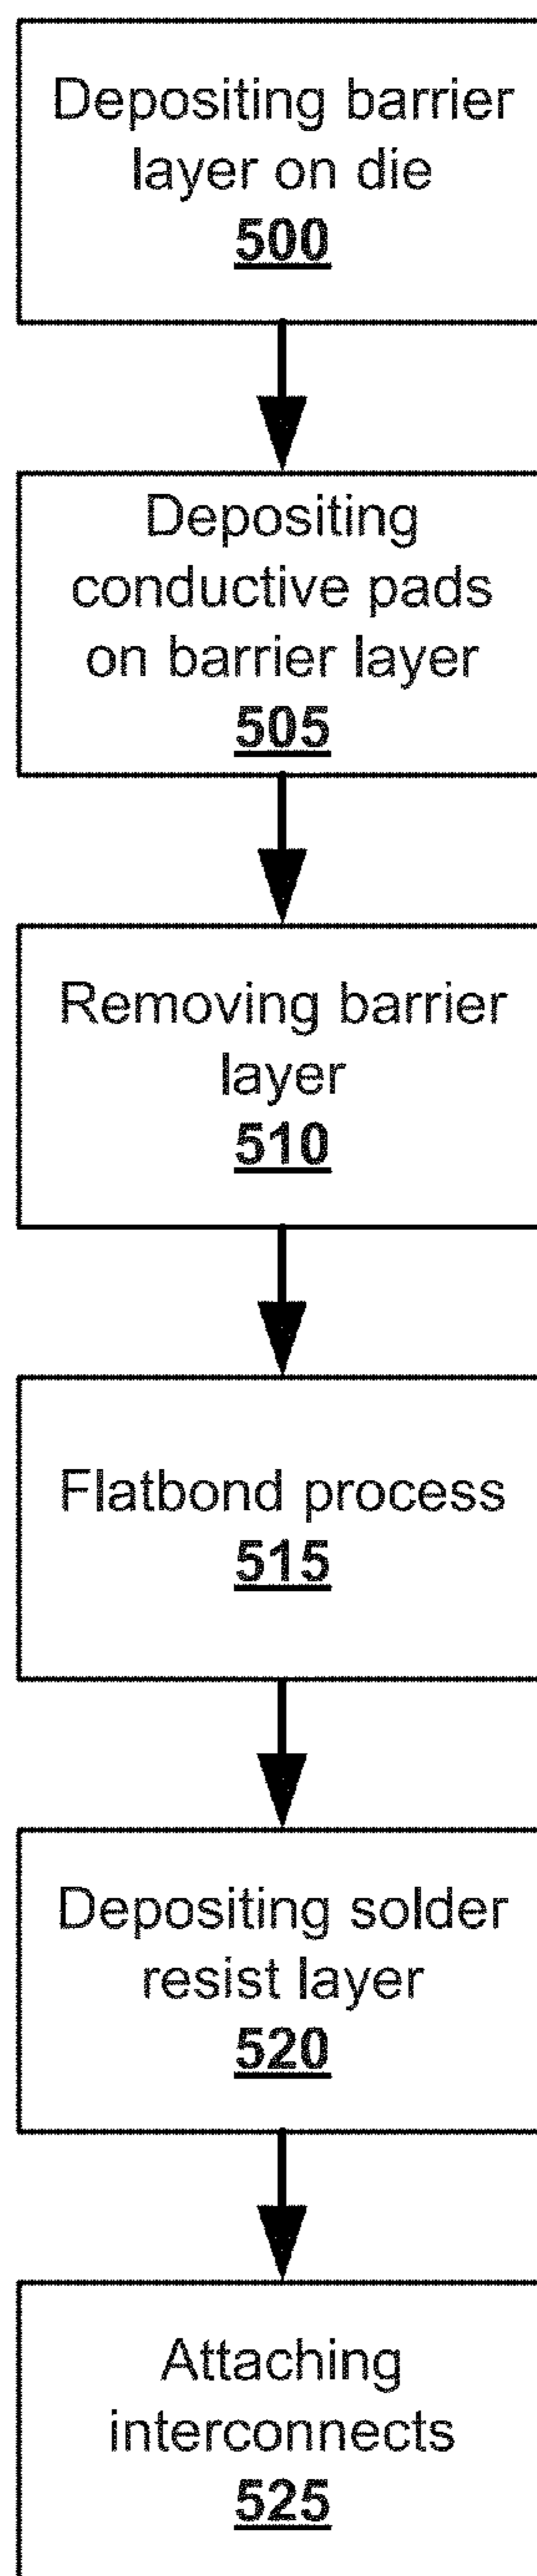 Depositing barrier
layer on die
500
Depositing
conductive pads
on barrier layer
505
Removing barrier
layer
510
Flatbond process
515
Depositing solder
resist layer
520
Attaching
interconnects
525